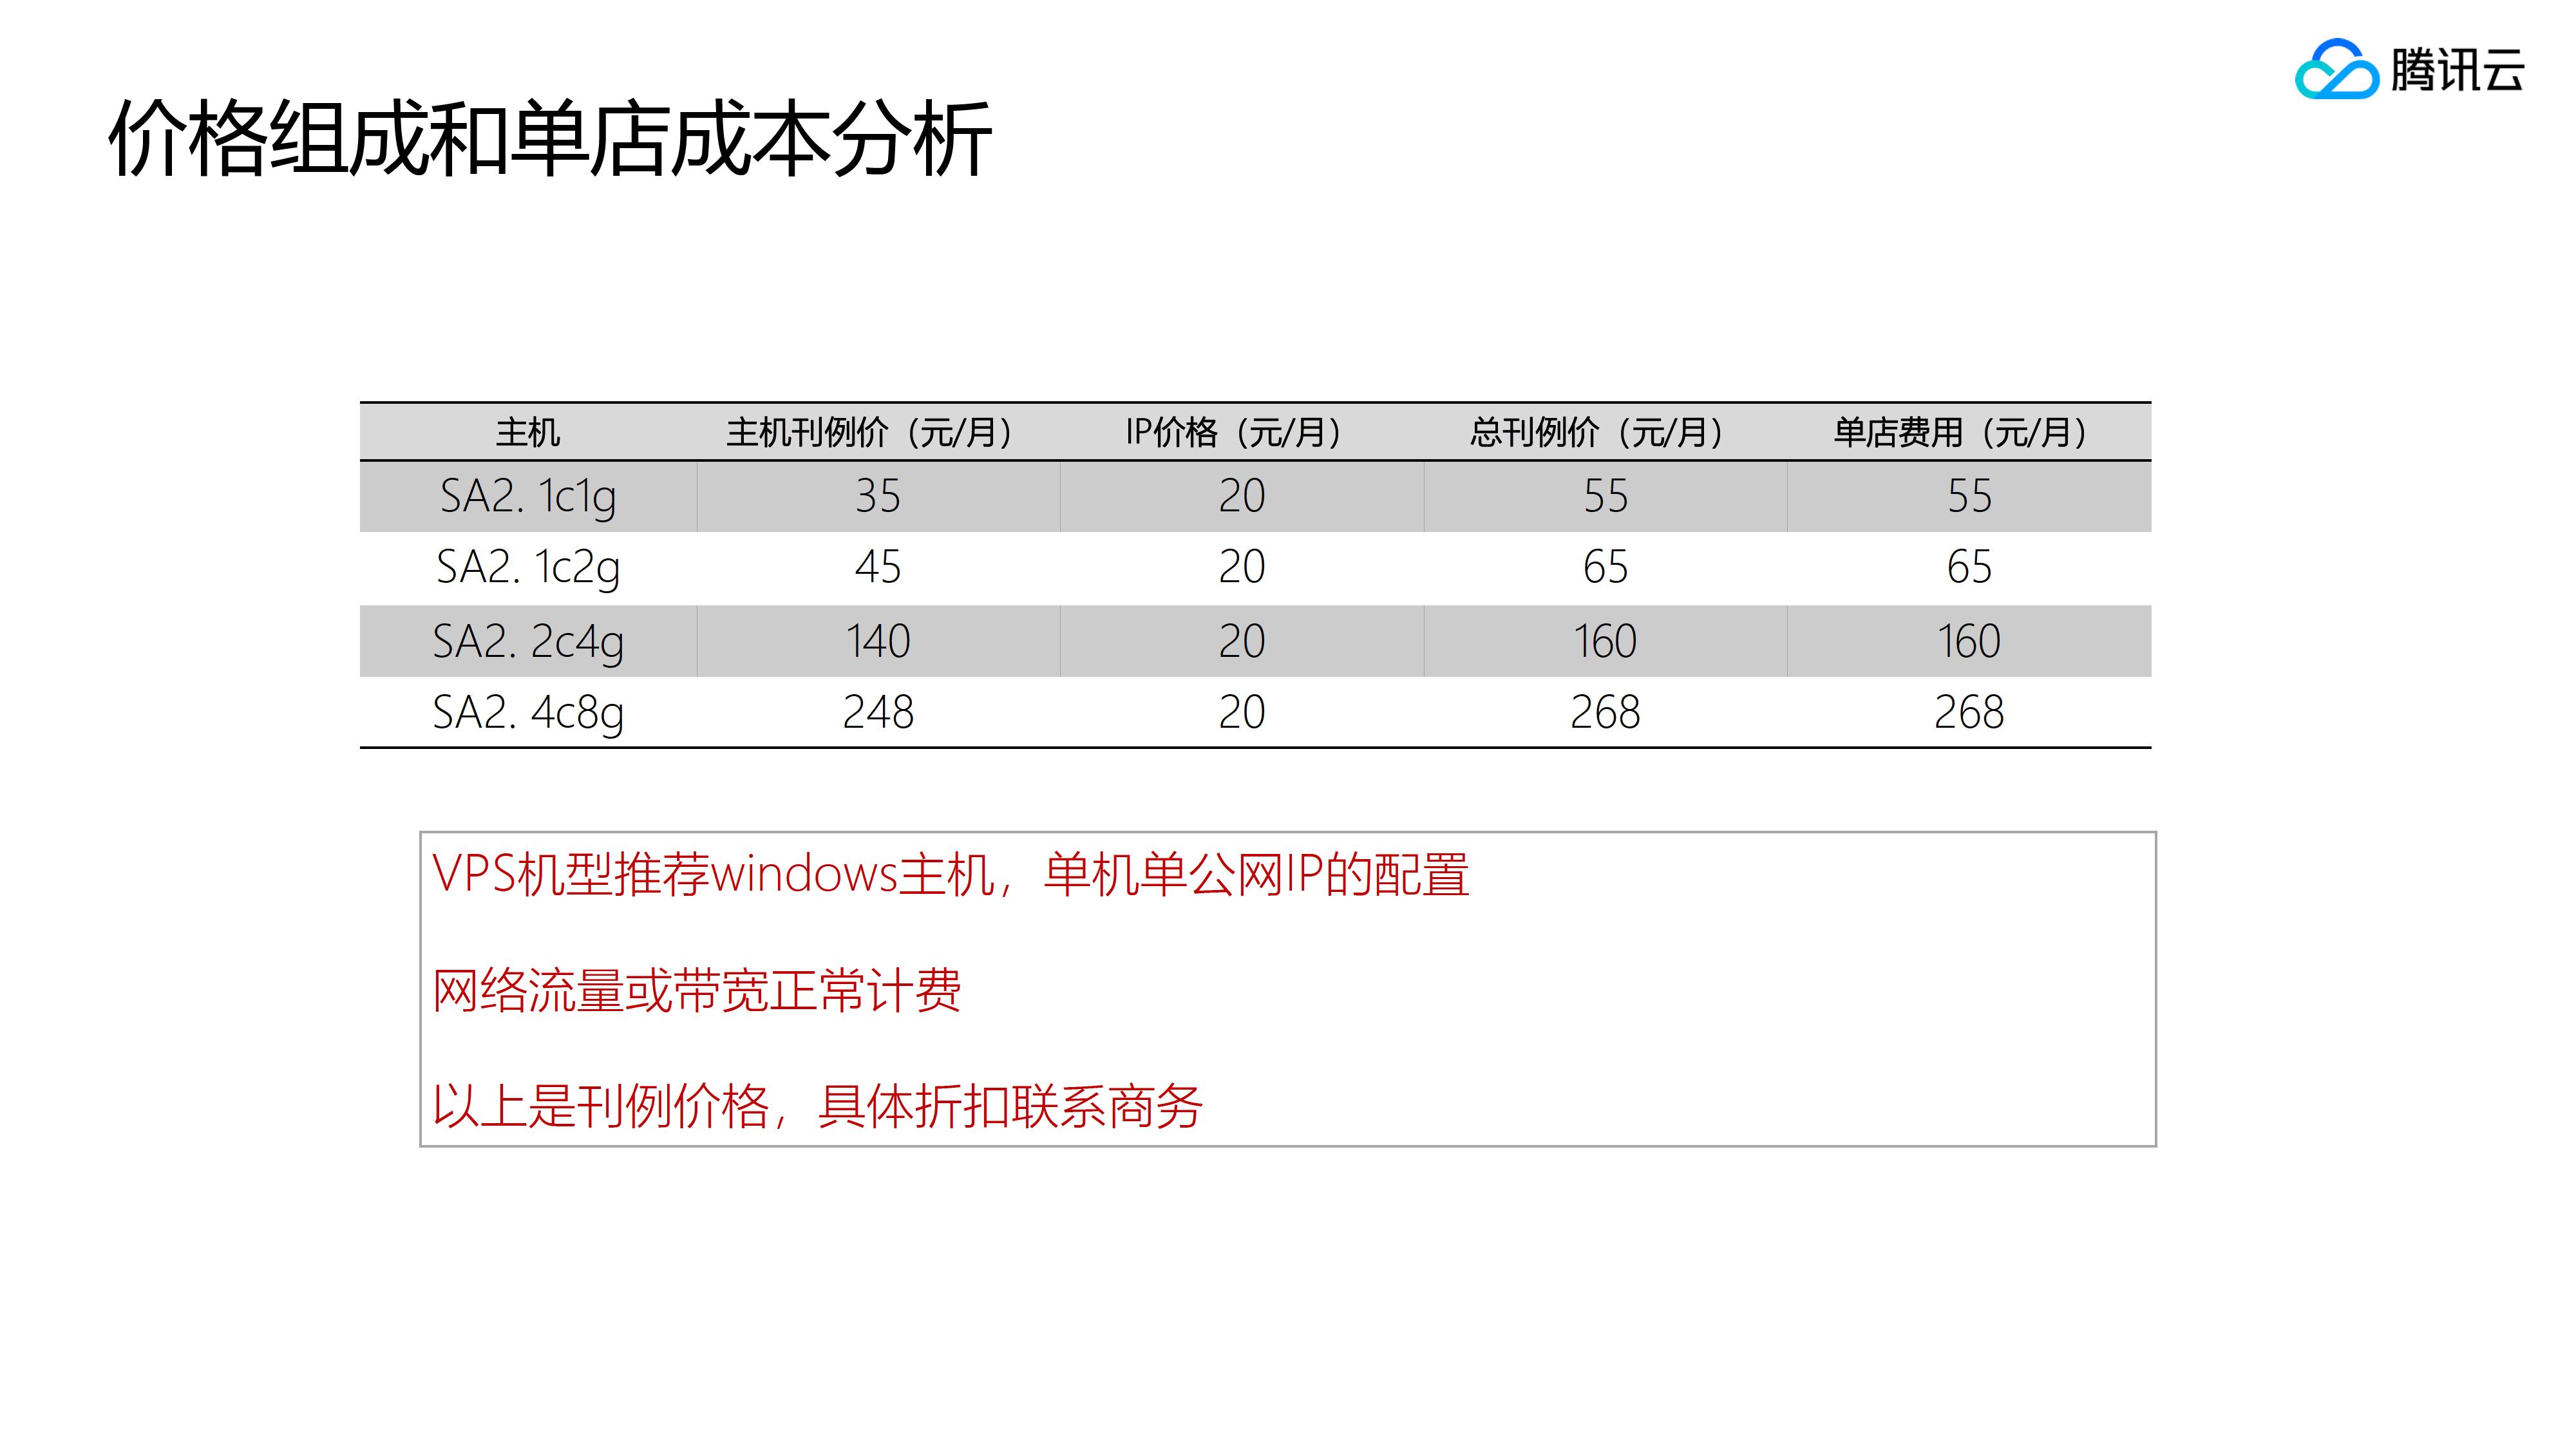 腾讯云
价格组成和单店成本分析
主机 主机刊例价（元/月） IP价格（元/月） 总刊例价（元/月） 单店费用（元/月）
SA2. 1c1g 35 20 55 55
SA2. 1c2g 45 20 65 65
SA2. 2c4g 140 20 160 160
SA2. 4c8g 248 20 268 268
VPS机型推荐windows主机，单机单公网IP的配置
网络流量或带宽正常计费
以上是刊例价格，具体折扣联系商务